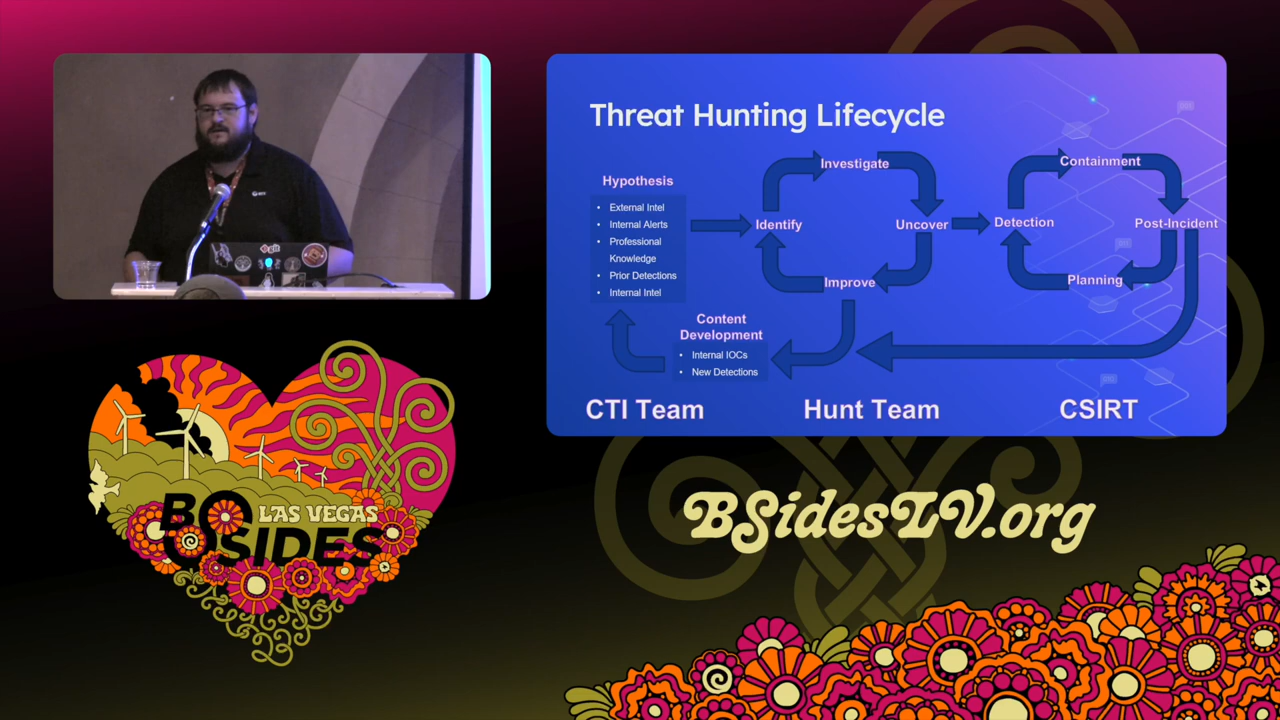 Threat Hunting Lifecycle
Hypothesis
• External Intel
• Internal Alerts
• Professional
Knowledge
• Prior Detections
• Internal Intel
Identify
Investigate
Uncover
Improve
Detection
Containment
Post-Incident
Planning
Content
Development
• Internal IOCs
• New Detections
CTI Team
Hunt Team
CSIRT
LAS VEGAS
BSIDES
BSidesLV.org